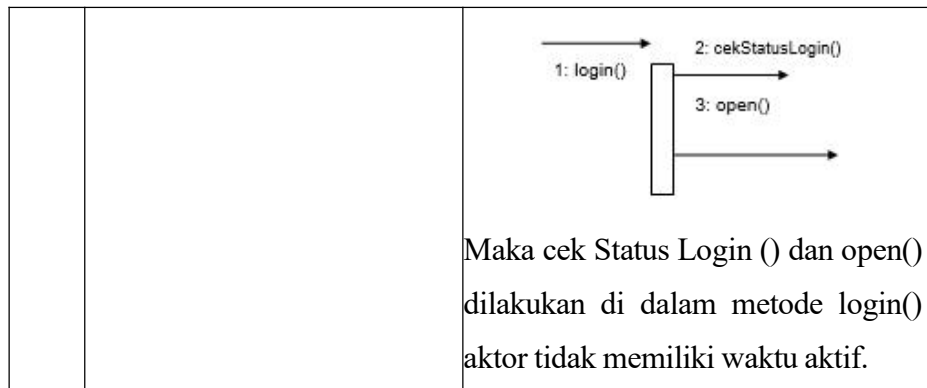 2: cekStatusLogin()
1: login()
3: open()
Maka cek Status Login () dan open()
dilakukan di dalam metode login()
aktor tidak memiliki waktu aktif.